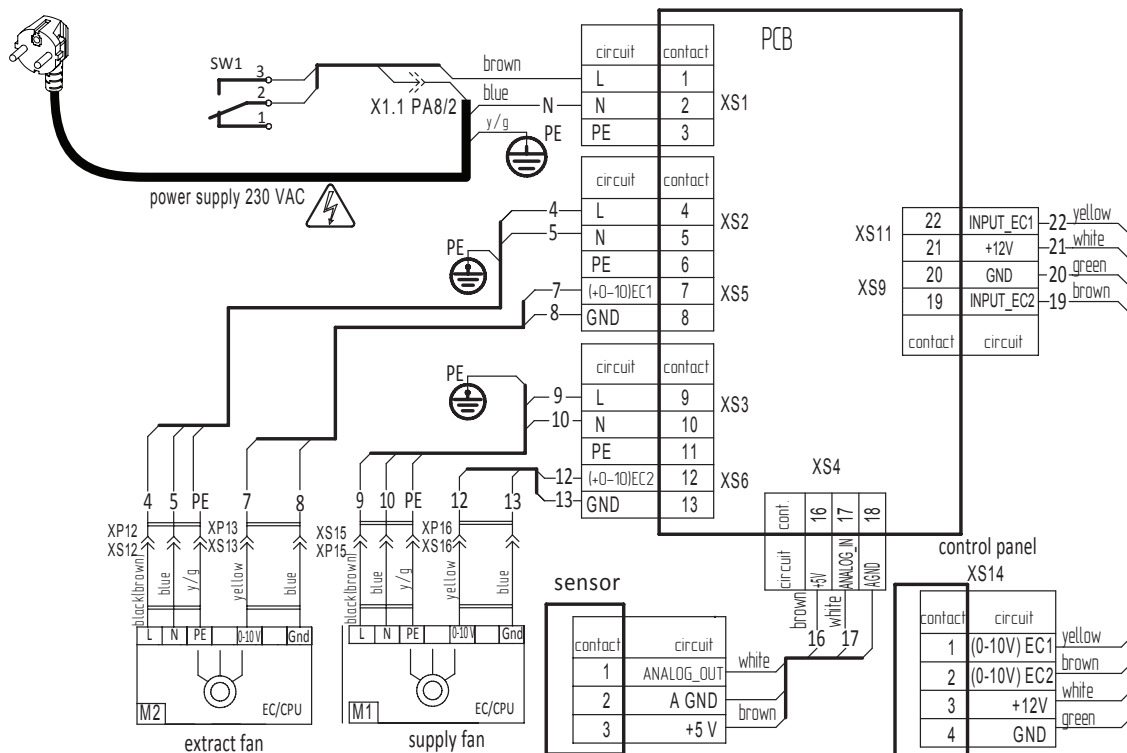 PCB
SW1
3
2
1
X1.1 PA8/2
brown
blue
N
y/g
PE
power supply 230 VAC
circuit contact
L 1
N 2
PE 3
XS1
circuit contact
L 4
N 5
PE 6
(+0-10)EC1 7
GND 8
XS2
XS5
4
5
PE
7
8
circuit contact
L 9
N 10
PE 11
(+0-10)EC2 12
GND 13
XS3
XS6
PE
9
10
12
13
XS11
XS9
22 INPUT_EC1 22 yellow
21 +12V 21 white
20 GND 20 green
19 INPUT_EC2 19 brown
contact circuit
XS4
cont. 16 17 18
circuit +5V ANALOG_IN AGND
brown white
16 17
4 5 PE 7 8
XP12 XP13
XS12 XS13
black(brown) blue y/g yellow blue
L N PE 0-10 V Gnd
M2 EC/CPU
extract fan
9 10 PE 12 13
XS15 XP16
XP15 XS16
black(brown) blue y/g yellow blue
L N PE 0-10 V Gnd
M1 EC/CPU
supply fan
sensor
contact circuit
1 ANALOG_OUT white
2 A GND
3 +5 V brown
control panel
XS14
contact circuit
1 (0-10V) EC1 yellow
2 (0-10V) EC2 brown
3 +12V white
4 GND green